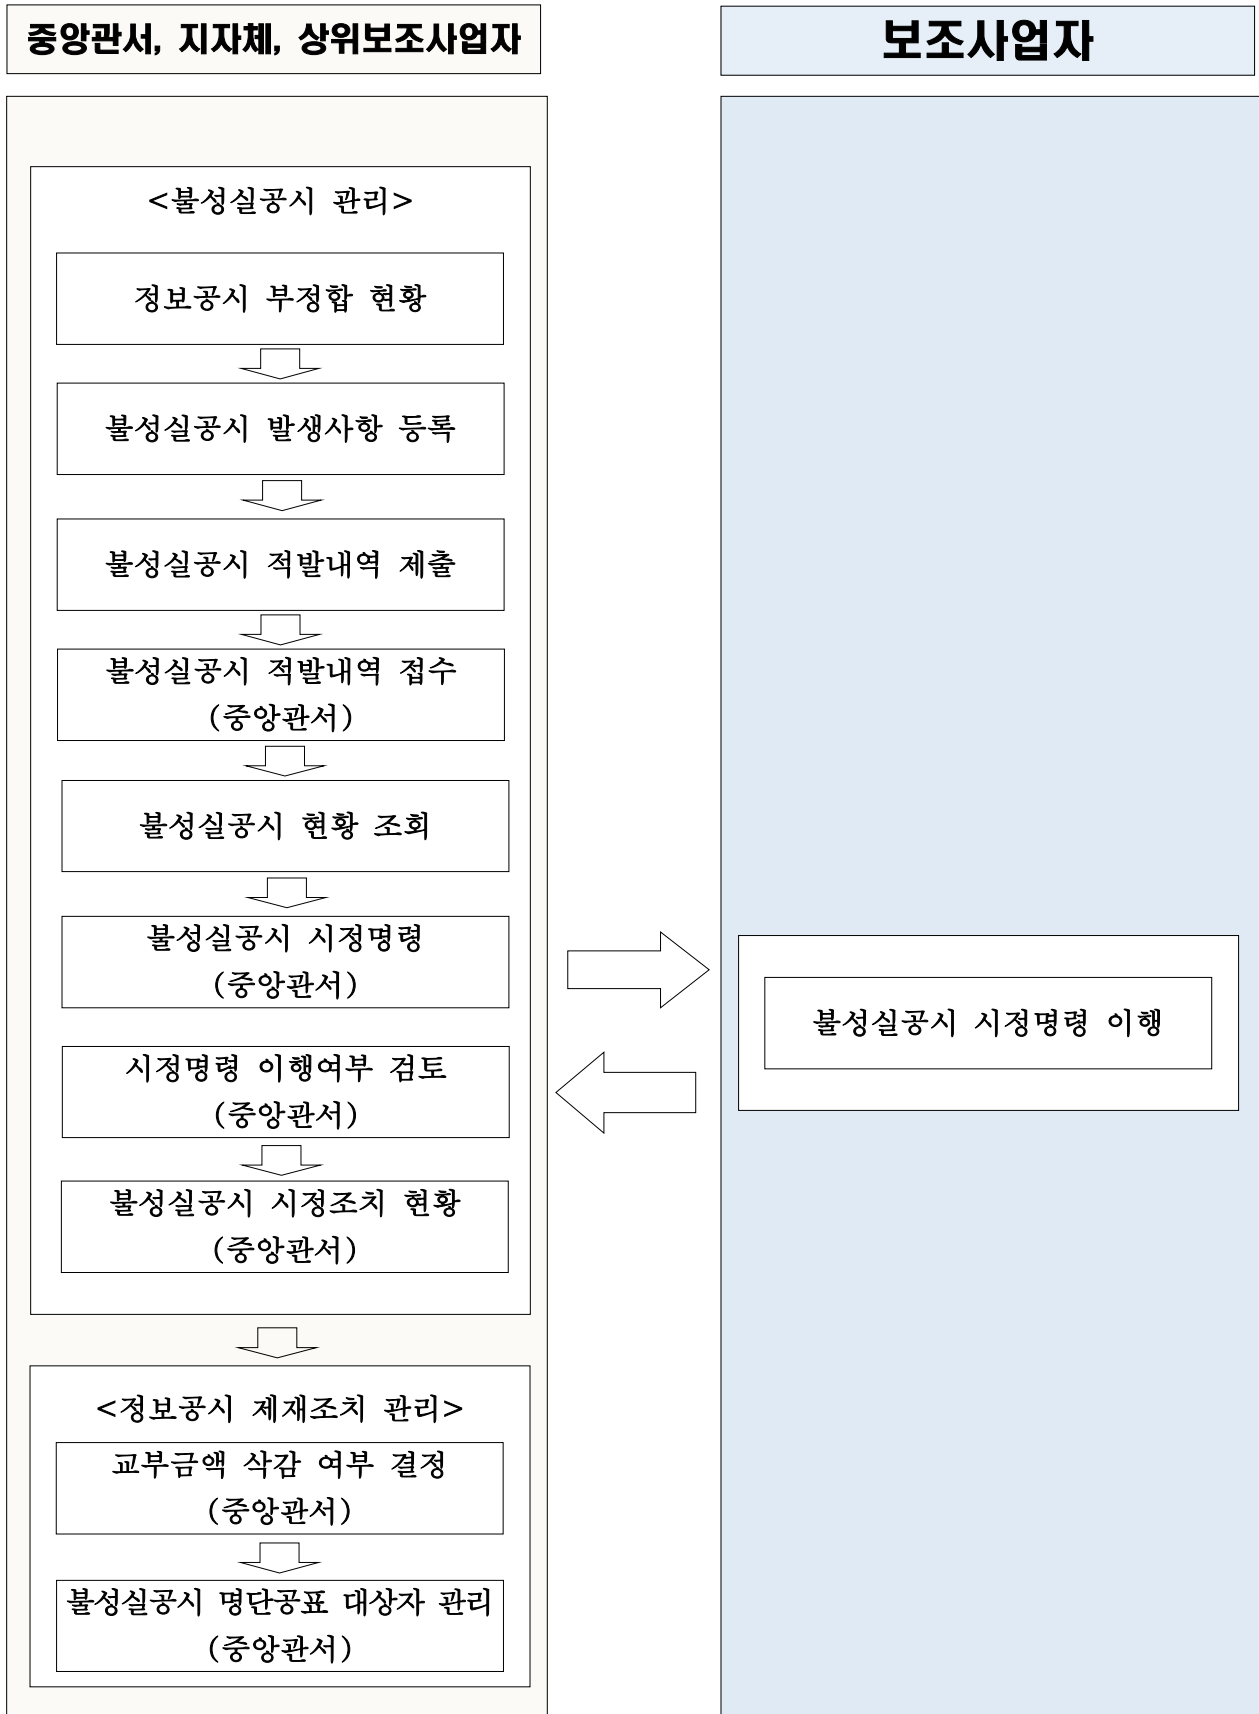 중앙관서, 지자체, 상위보조사업자
보조사업자
<불성실공시 관리>
정보공시 부정합 현황
불성실공시 발생사항 등록
불성실공시 적발내역 제출
불성실공시 적발내역 접수
(중앙관서)
불성실공시 현황 조회
불성실공시 시정명령
(중앙관서)
불성실공시 시정명령 이행
시정명령 이행여부 검토
(중앙관서)
불성실공시 시정조치 현황
(중앙관서)
<정보공시 제재조치 관리>
교부금액 삭감 여부 결정
(중앙관서)
불성실공시 명단공표 대상자 관리
(중앙관서)